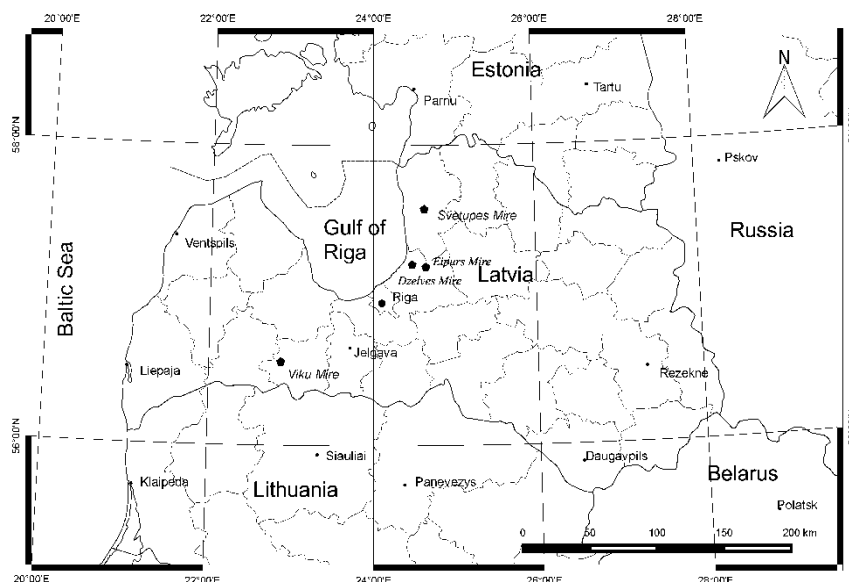 20°00'E 22°00'E 24°00'E 26°00'E 28°00'E
Estonia
N
Parnu
Tartu
58°00'N
Pskov
Svetupes Mire
Gulf of
Riga
Russia
Ventspils
Baltic Sea
Eipurs Mire
Latvia
Dzelves Mire
Riga
Jelgava
Liepaja
Viku Mire
Rezekne
56°00'N
Siauliai
Daugavpils
Klaipeda
Lithuania
Panevezys
Belarus
Polatsk
0 50 100 150 200 km
20°00'E 22°00'E 24°00'E 26°00'E 28°00'E